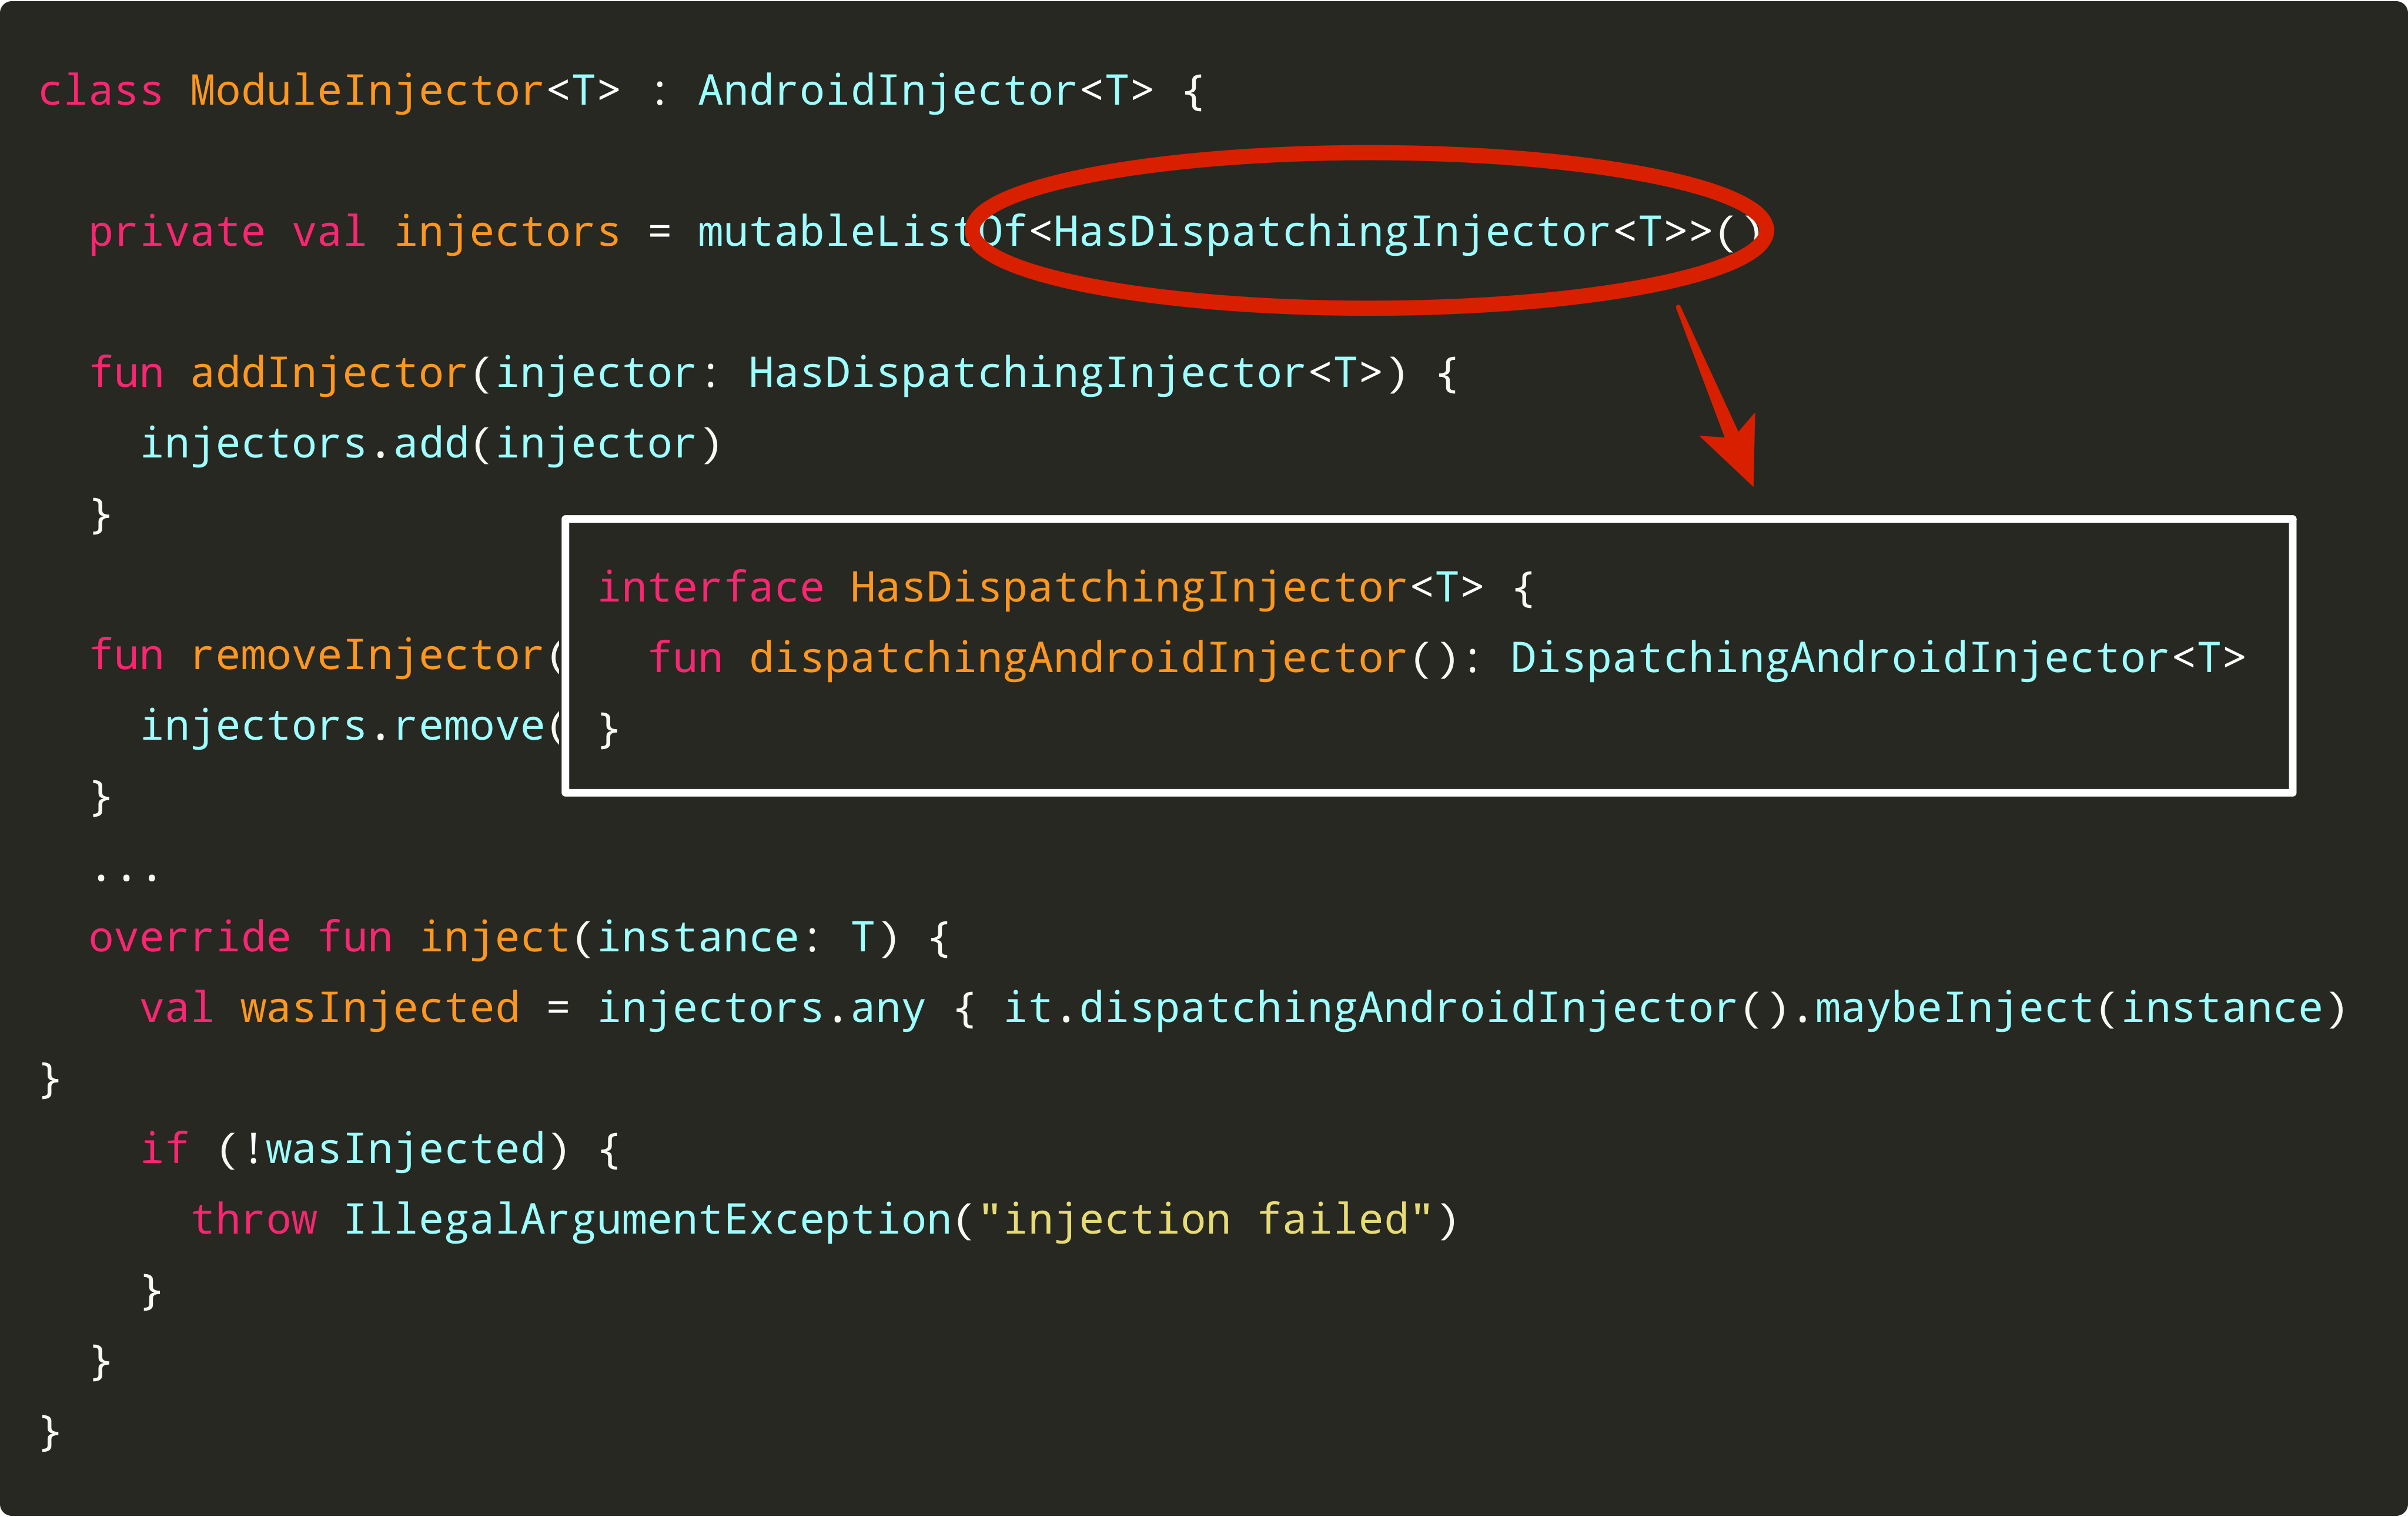 class ModuleInjector<T> : AndroidInjector<T> {
private val injectors = mutableListOf<HasDispatchingInjector<T>>()
fun addInjector(injector: HasDispatchingInjector<T>) {
injectors.add(injector)
}
fun removeInjector(
injectors.remove(
}
interface HasDispatchingInjector<T> {
fun dispatchingAndroidInjector(): DispatchingAndroidInjector<T>
}
...
override fun inject(instance: T) {
val wasInjected = injectors.any { it.dispatchingAndroidInjector().maybeInject(instance)
}
if (!wasInjected) {
throw IllegalArgumentException("injection failed")
}
}
}